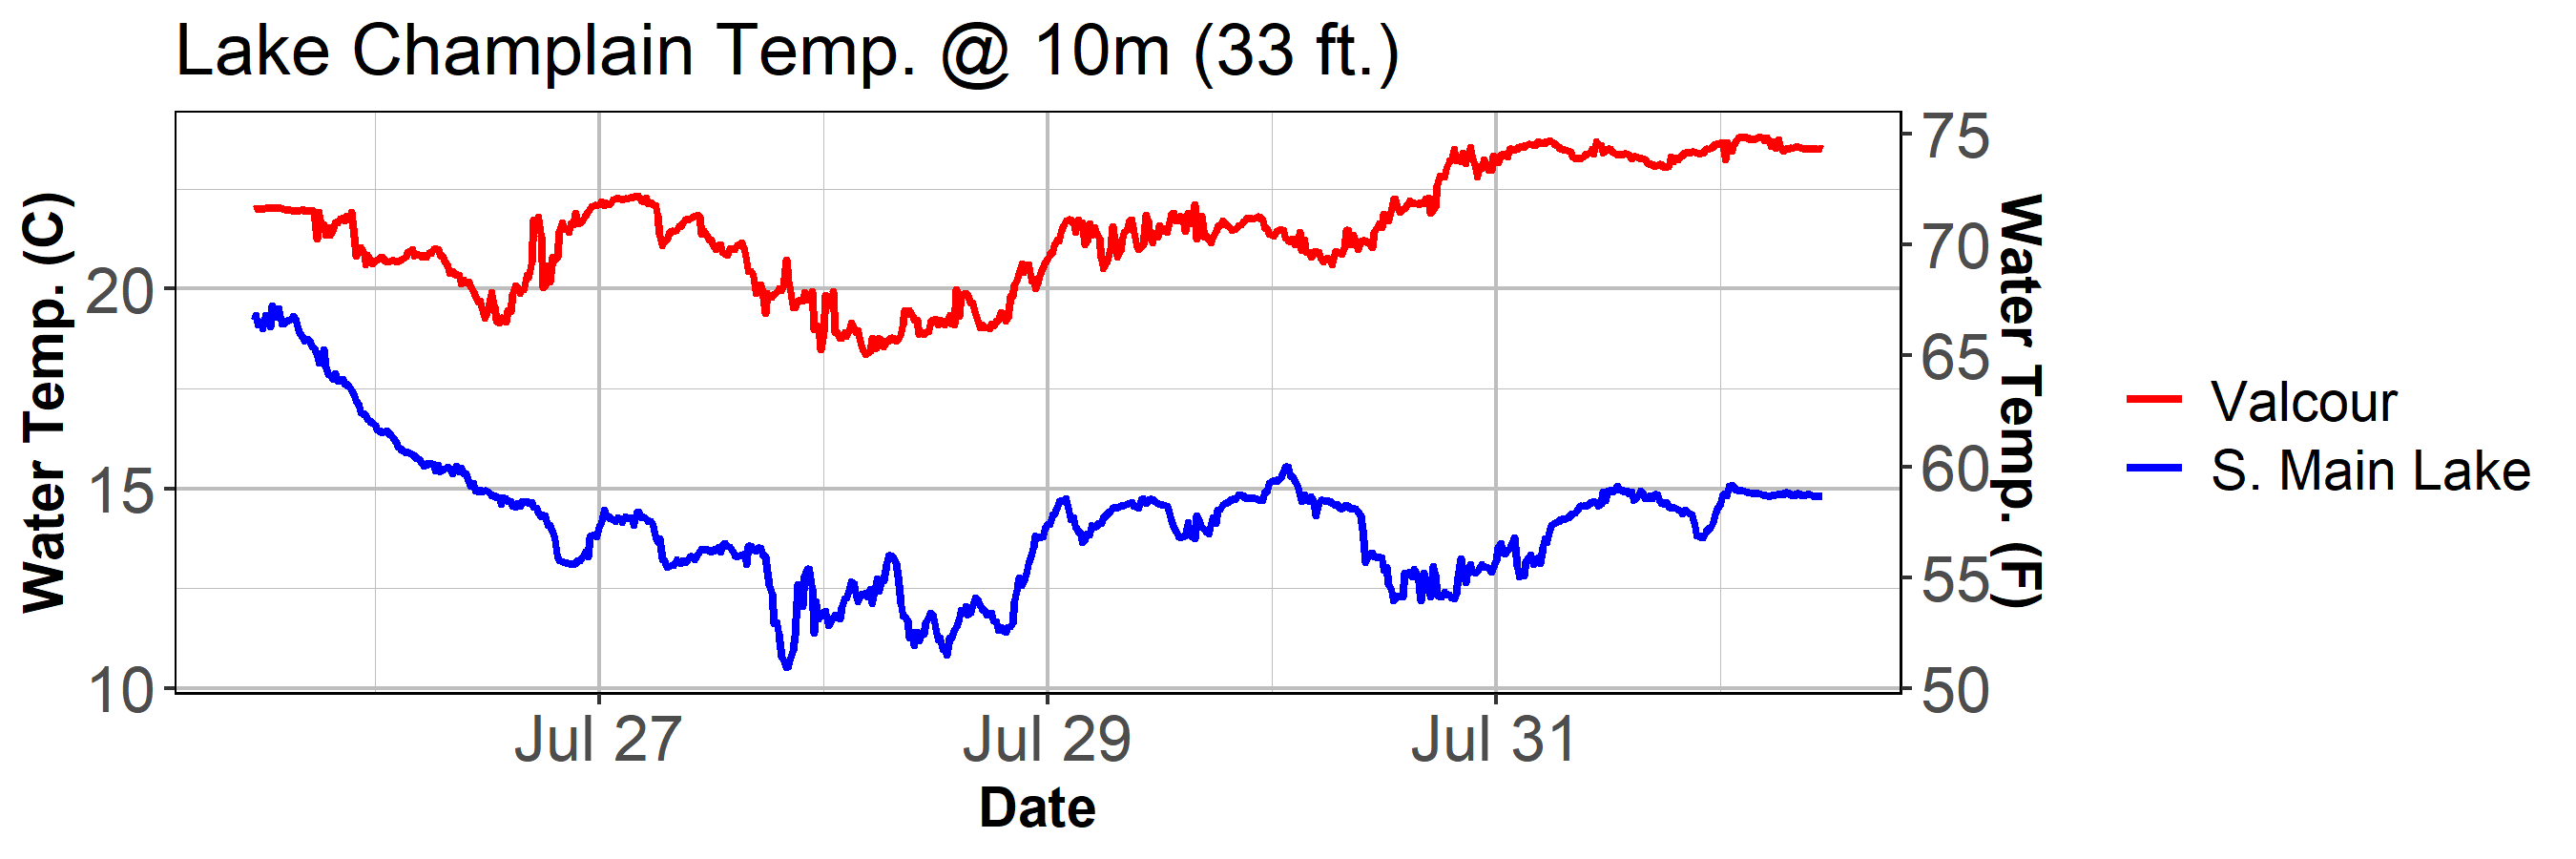 Lake Champlain Temp. @ 10m (33 ft.)
Water Temp. (C)
20
15
10
75
70
65
60
55
50
Water Temp. (F)
Jul 27
Jul 29
Jul 31
Date
Valcour
S. Main Lake